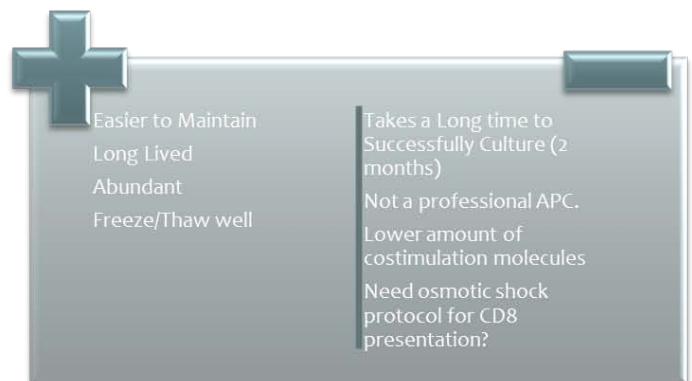 Easier to Maintain
Long Lived
Abundant
Freeze/Thaw well
Takes a Long time to
Successfully Culture (2
months)
Not a professional APC.
Lower amount of
costimulation molecules
Need osmotic shock
protocol for CD8
presentation?